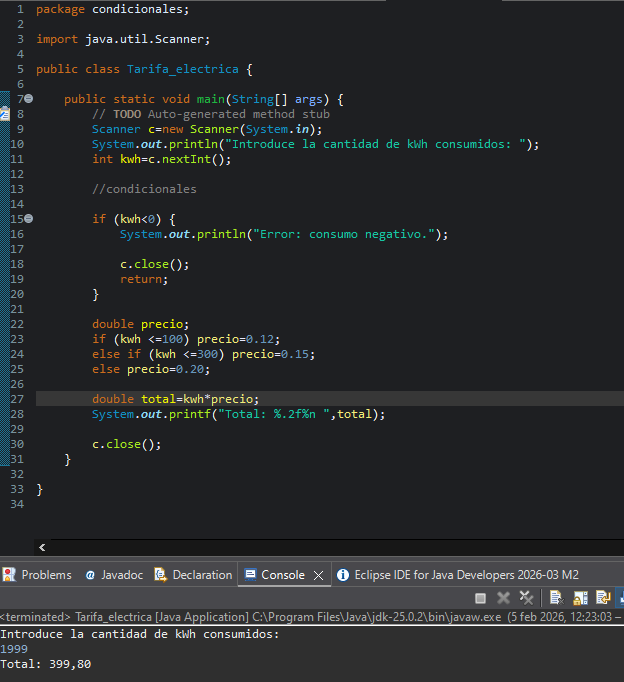 1 package condicionales;
2
3 import java.util.Scanner;
4
5 public class Tarifa_electrica {
6
7 public static void main(String[] args) {
8 // TODO Auto-generated method stub
9 Scanner c=new Scanner(System.in);
10 System.out.println("Introduce la cantidad de kWh consumidos: ");
11 int kwh=c.nextInt();
12
13 //condicionales
14
15 if (kwh<0) {
16 System.out.println("Error: consumo negativo.");
17
18 c.close();
19 return;
20 }
21
22 double precio;
23 if (kwh <=100) precio=0.12;
24 else if (kwh <=300) precio=0.15;
25 else precio=0.20;
26
27 double total=kwh*precio;
28 System.out.printf("Total: %.2f%n ",total);
29
30 c.close();
31 }
32
33 }
34
Problems Javadoc Declaration Console Eclipse IDE for Java Developers 2026-03 M2
<terminated> Tarifa_electrica [Java Application] C:\Program Files\Java\jdk-25.0.2\bin\javaw.exe (5 feb 2026, 12:23:03 –
Introduce la cantidad de kWh consumidos:
1999
Total: 399,80